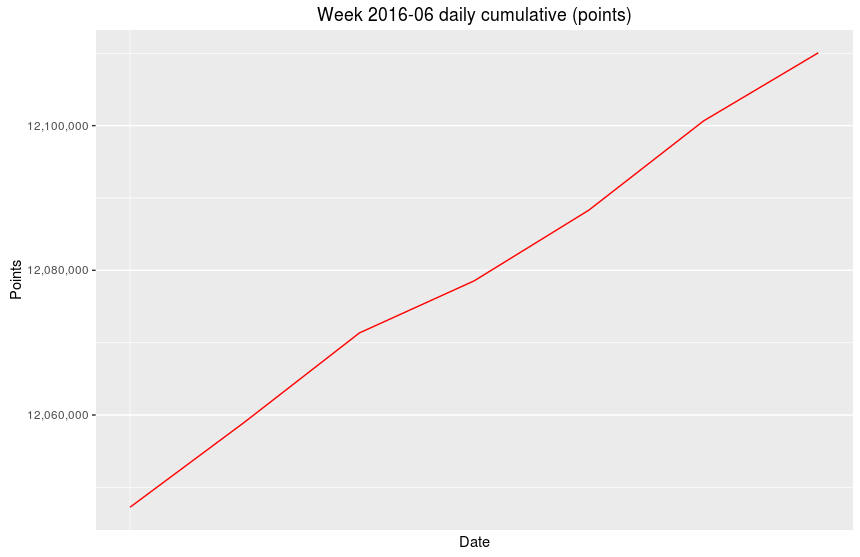 Week 2016-06 daily cumulative (points)
12,100,000
12,080,000
12,060,000
Points
Date